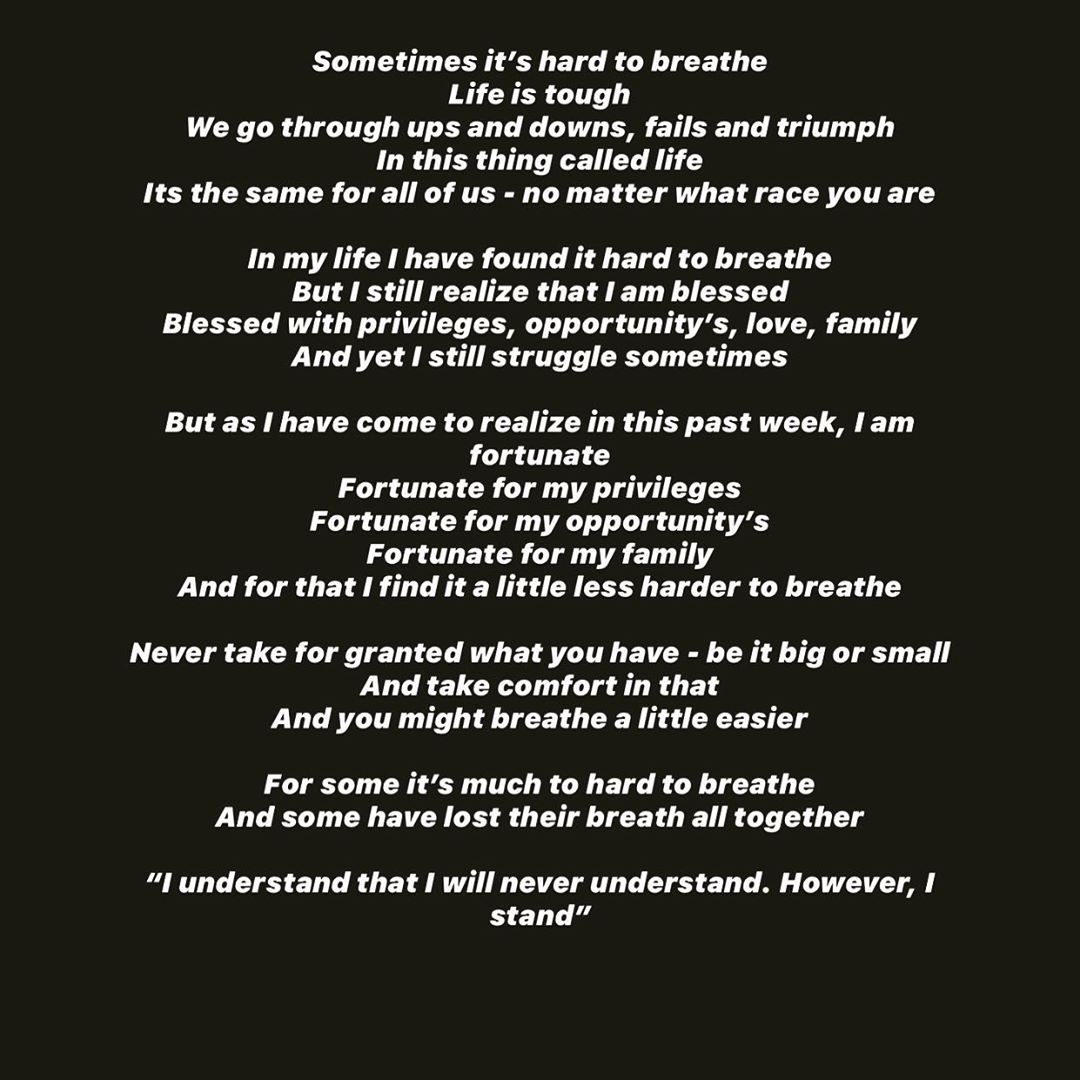 Sometimes it’s hard to breathe
Life is tough
We go through ups and downs, fails and triumph
In this thing called life
Its the same for all of us - no matter what race you are
In my life I have found it hard to breathe
But I still realize that I am blessed
Blessed with privileges, opportunity’s, love, family
And yet I still struggle sometimes
But as I have come to realize in this past week, I am
fortunate
Fortunate for my privileges
Fortunate for my opportunity’s
Fortunate for my family
And for that I find it a little less harder to breathe
Never take for granted what you have - be it big or small
And take comfort in that
And you might breathe a little easier
For some it’s much to hard to breathe
And some have lost their breath all together
“I understand that I will never understand. However, I
stand”